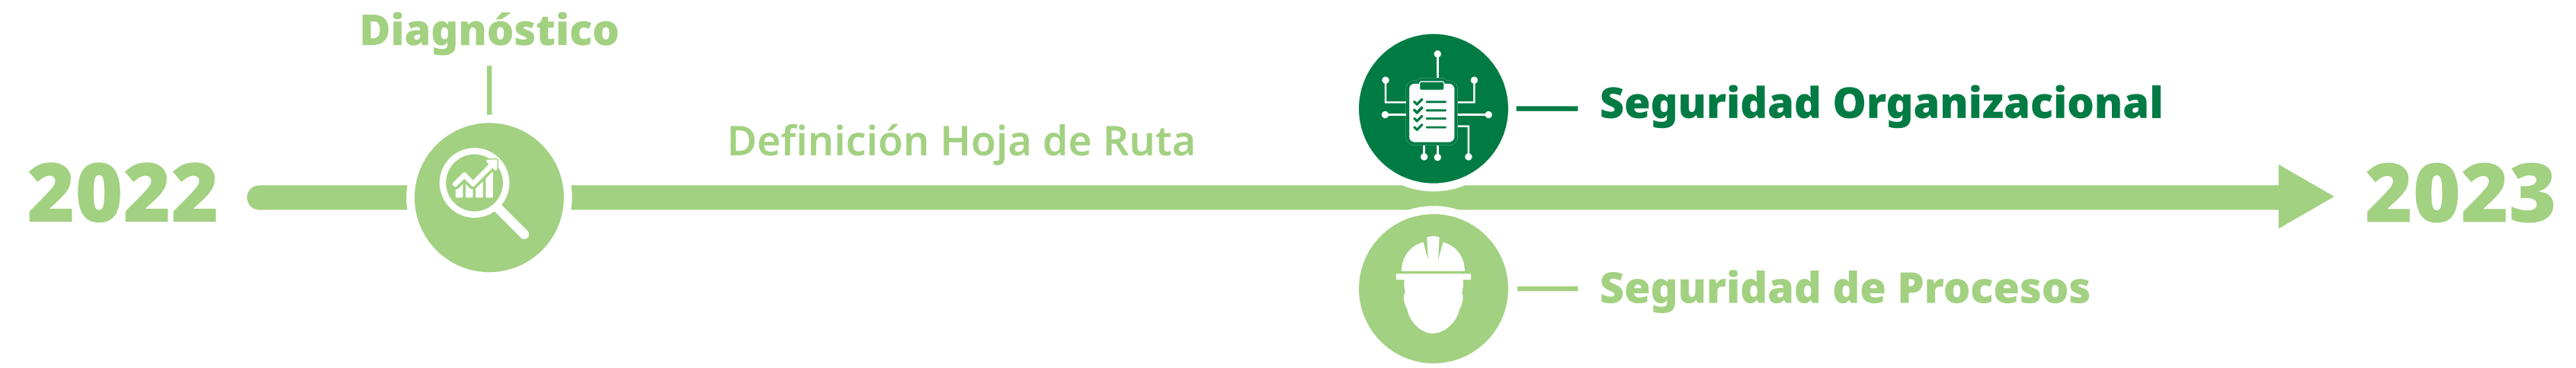 Diagnóstico
Definición Hoja de Ruta
Seguridad Organizacional
2022
2023
Seguridad de Procesos